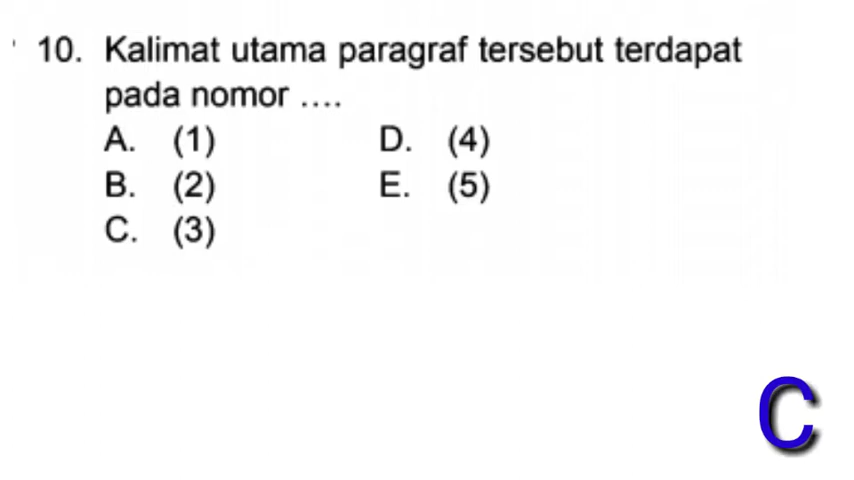 10. Kalimat utama paragraf tersebut terdapat
pada nomor ....
A. (1) D. (4)
B. (2) E. (5)
C. (3)
C